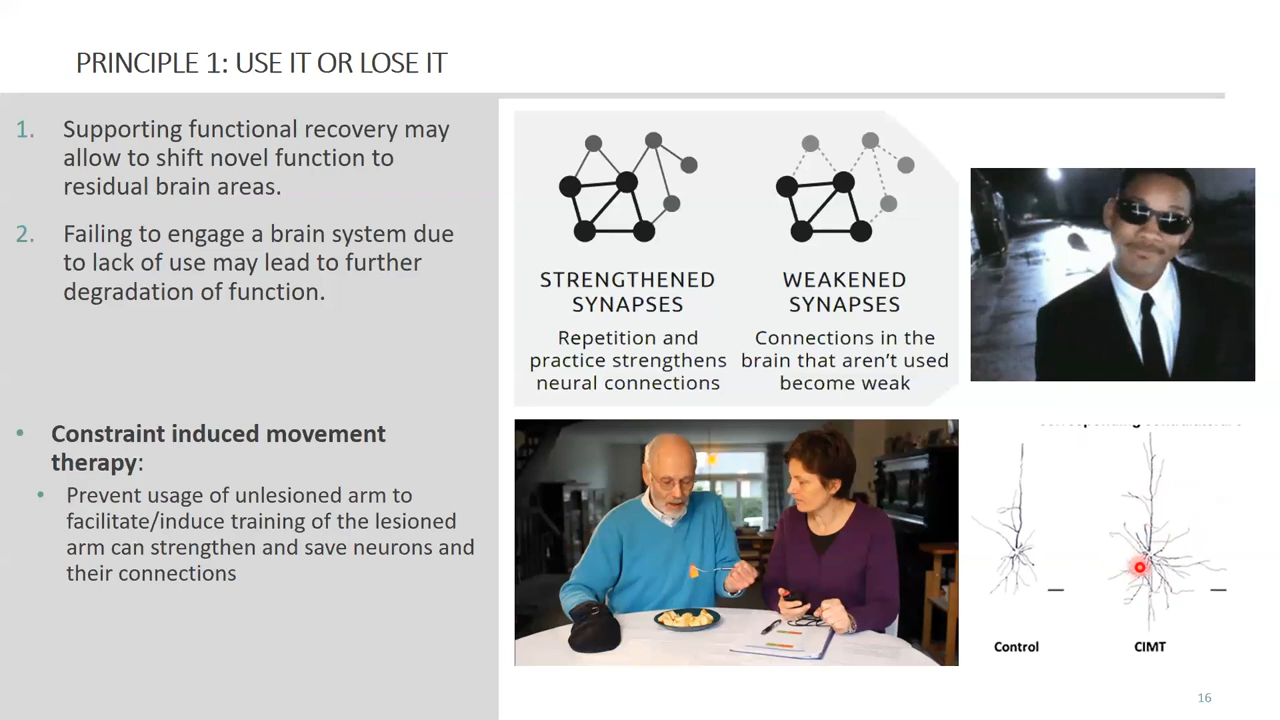 PRINCIPLE 1: USE IT OR LOSE IT
1. Supporting functional recovery may
allow to shift novel function to
residual brain areas.
2. Failing to engage a brain system due
to lack of use may lead to further
degradation of function.
• Constraint induced movement
therapy:
• Prevent usage of unlesioned arm to
facilitate/induce training of the lesioned
arm can strengthen and save neurons and
their connections
STRENGTHENED
SYNAPSES
Repetition and
practice strengthens
neural connections
WEAKENED
SYNAPSES
Connections in the
brain that aren't used
become weak
Control
CIMT
16